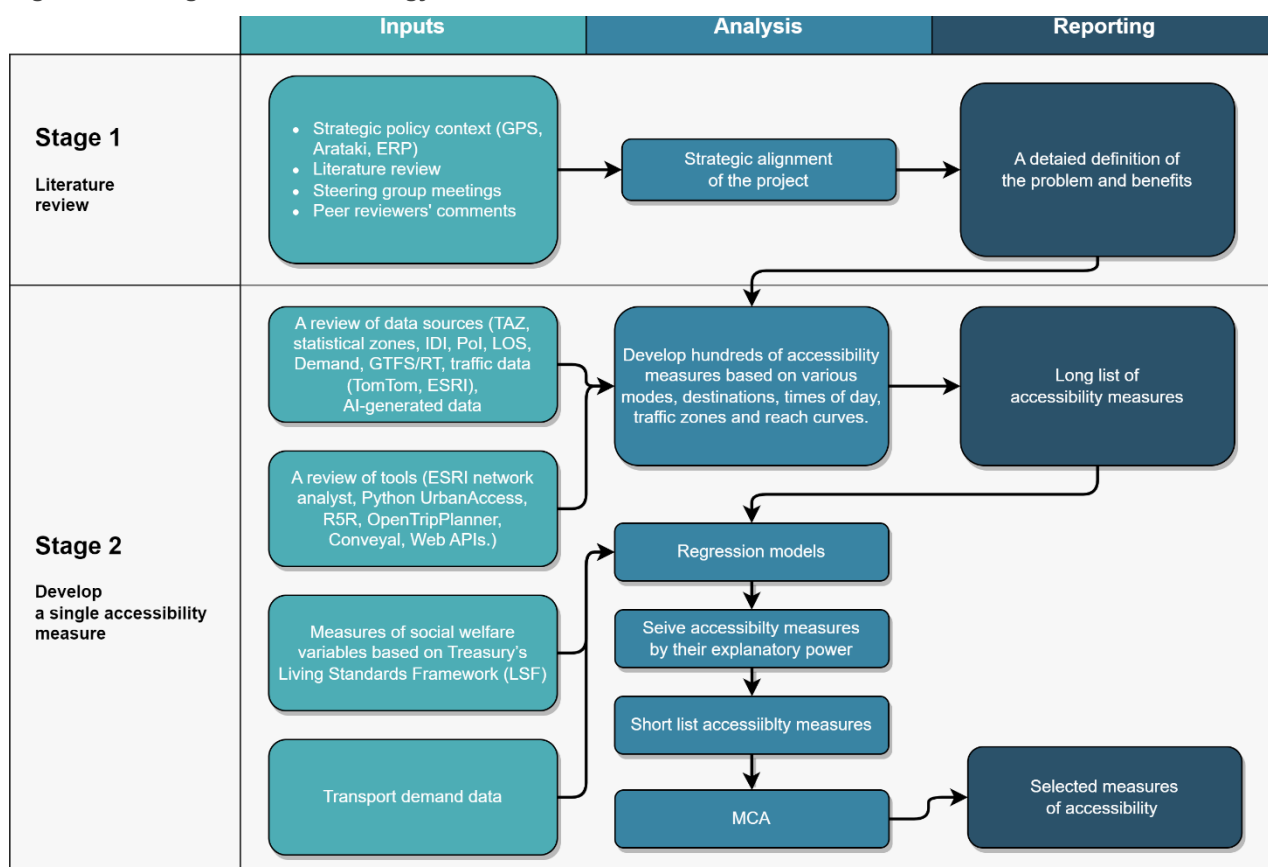 Inputs
Analysis
Reporting
Stage 1
Literature
review
• Strategic policy context (GPS,
Arataki, ERP)
• Literature review
• Steering group meetings
• Peer reviewers' comments
Strategic alignment
of the project
A detaied definition of
the problem and benefits
Stage 2
Develop
a single accessibility
measure
A review of data sources (TAZ,
statistical zones, IDI, PoI, LOS,
Demand, GTFS/RT, traffic data
(TomTom, ESRI),
AI-generated data
A review of tools (ESRI network
analyst, Python UrbanAccess,
R5R, OpenTripPlanner,
Conveyal, Web APIs.)
Measures of social welfare
variables based on Treasury's
Living Standards Framework (LSF)
Transport demand data
Develop hundreds of accessibility
measures based on various
modes, destinations, times of day,
traffic zones and reach curves.
Long list of
accessibility measures
Regression models
Seive accessibilty measures
by their explanatory power
Short list accessiiblty measures
MCA
Selected measures
of accessibility